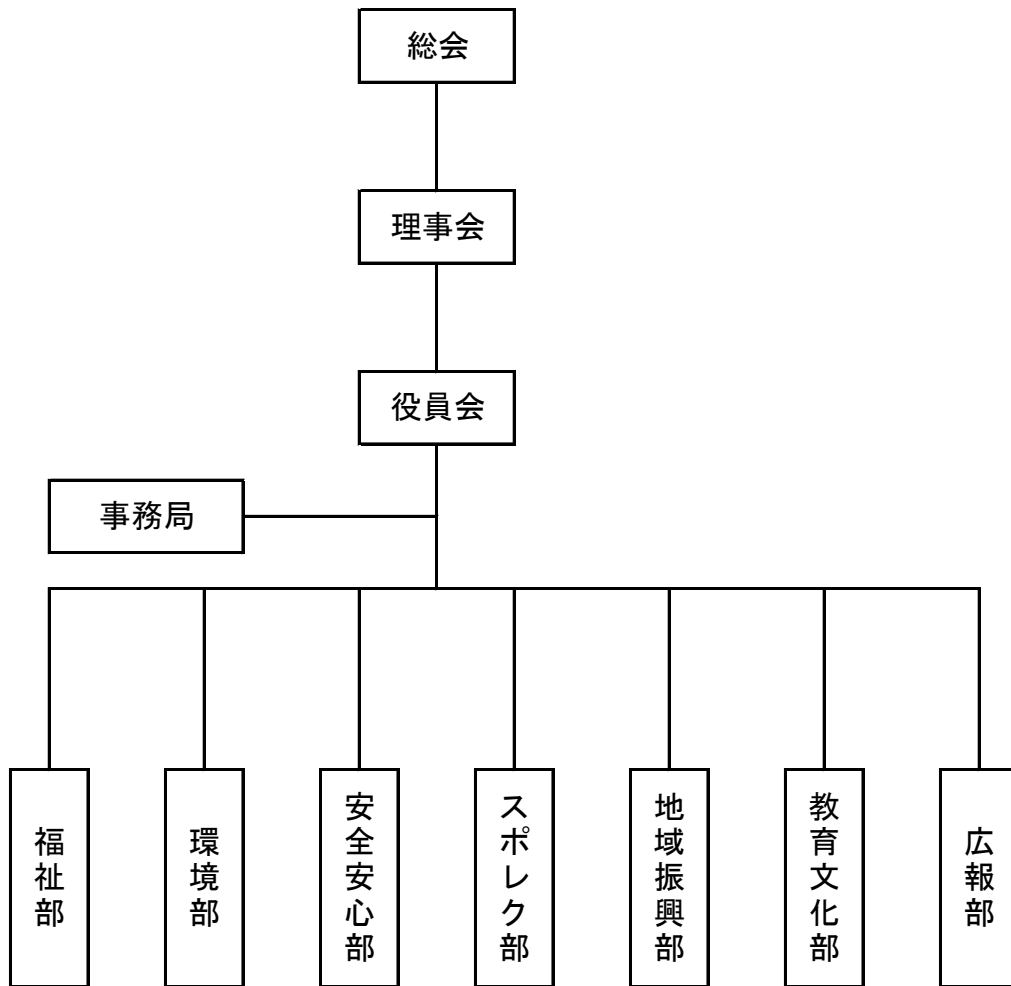 総会
理事会
役員会
事務局
福祉部
環境部
安全安心部
スポレク部
地域振興部
教育文化部
広報部